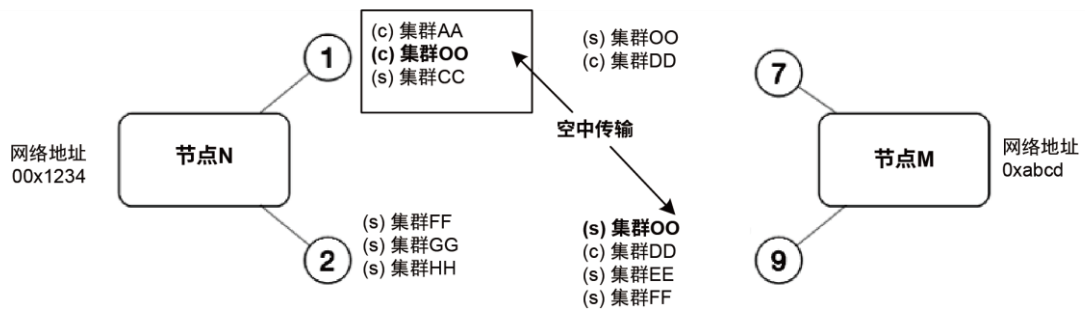 1
(c) 集群AA
(c) 集群OO
(s) 集群CC
(s) 集群OO
(c) 集群DD
7
空中传输
网络地址
00x1234
节点N
节点M
网络地址
0xabcd
2
(s) 集群FF
(s) 集群GG
(s) 集群HH
(s) 集群OO
(c) 集群DD
(s) 集群EE
(s) 集群FF
9